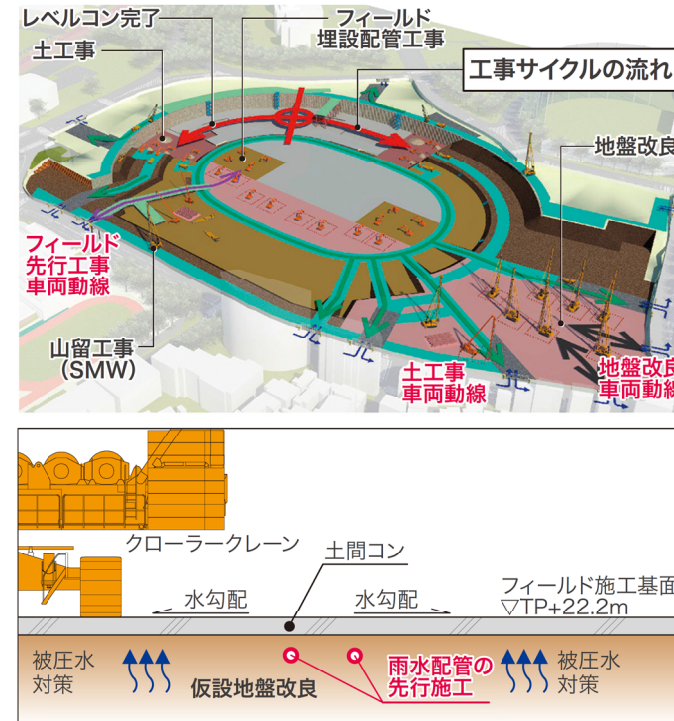 レベルコン完了
フィールド
埋設配管工事
土工事
工事サイクルの流れ
地盤改良
フィールド
先行工事
車両動線
山留工事
（SMW）
土工事
車両動線
地盤改良
車両動線
クローラークレーン
土間コン
水勾配
水勾配
フィールド施工基面
▽TP+22.2m
被圧水
対策
仮設地盤改良
雨水配管の
先行施工
被圧水
対策